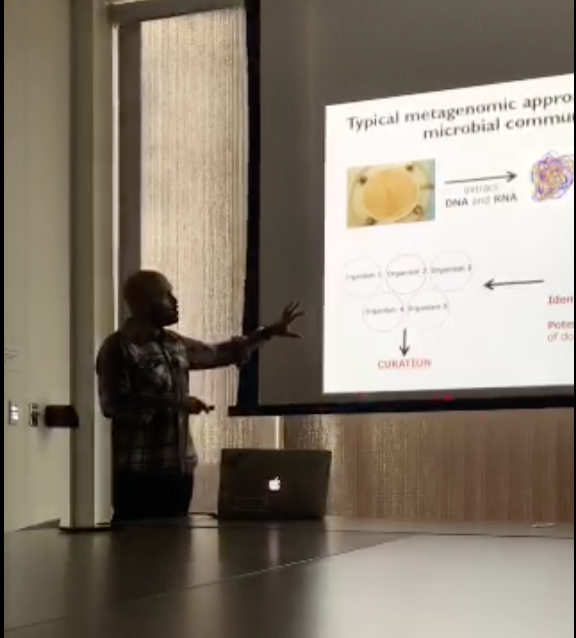 Typical metagenomic appro
microbial commu
extract
DNA and RNA
Organism 1
Organism 2
Organism 3
Organism 4
Organism 5
Iden
Pote
of do
CURATION